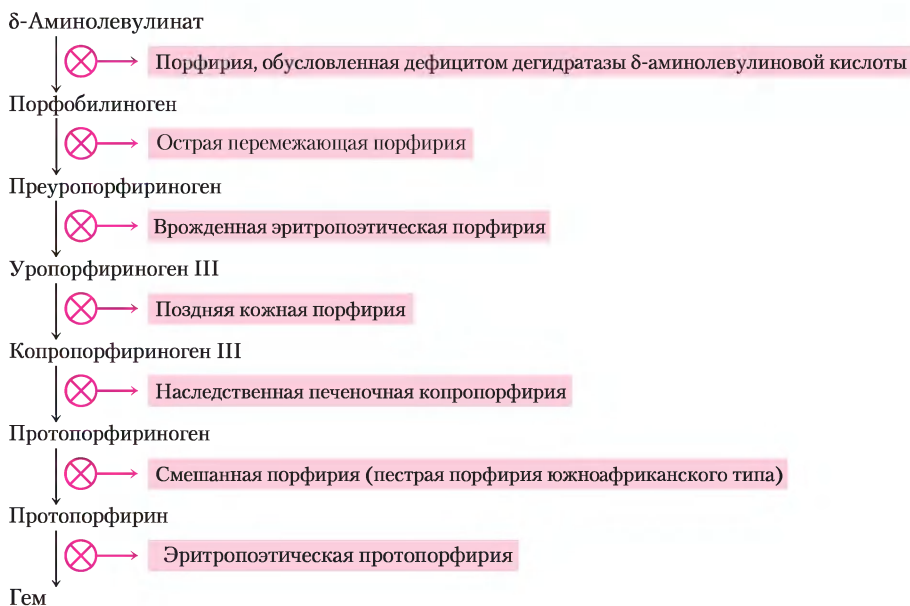 δ-Аминолевулинат
Порфирия, обусловленная дефицитом дегидратазы δ-аминолевулиновой кислоты
Порфобилиноген
Острая перемежающая порфирия
Преуропорфириноген
Врожденная эритропоэтическая порфирия
Уропорфириноген III
Поздняя кожная порфирия
Копропорфириноген III
Наследственная печеночная копропорфирия
Протопорфириноген
Смешанная порфирия (пестрая порфирия южноафриканского типа)
Протопорфирин
Эритропоэтическая протопорфирия
Гем